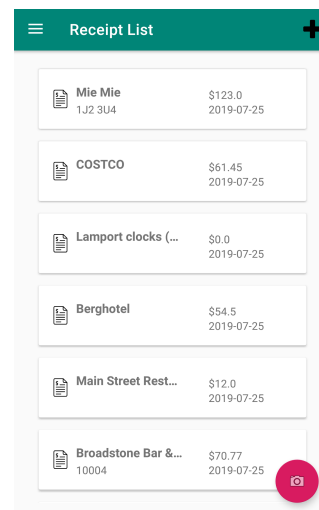 Receipt List
Mie Mie
$123.0
1J2 3U4
2019-07-25
COSTCO
$61.45
2019-07-25
Lamport clocks (...
$0.0
2019-07-25
Berghotel
$54.5
2019-07-25
Main Street Rest...
$12.0
2019-07-25
Broadstone Bar &...
$70.77
10004
2019-07-25